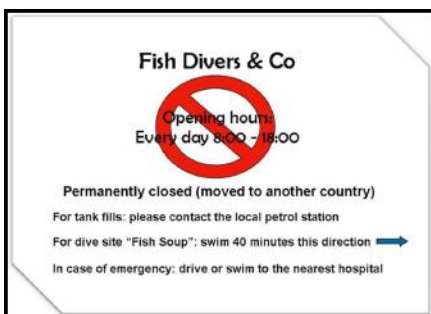 Fish Divers & Co
Opening hours:
Every day 8:00 - 18:00
Permanently closed (moved to another country)
For tank fills: please contact the local petrol station
For dive site "Fish Soup": swim 40 minutes this direction
In case of emergency: drive or swim to the nearest hospital